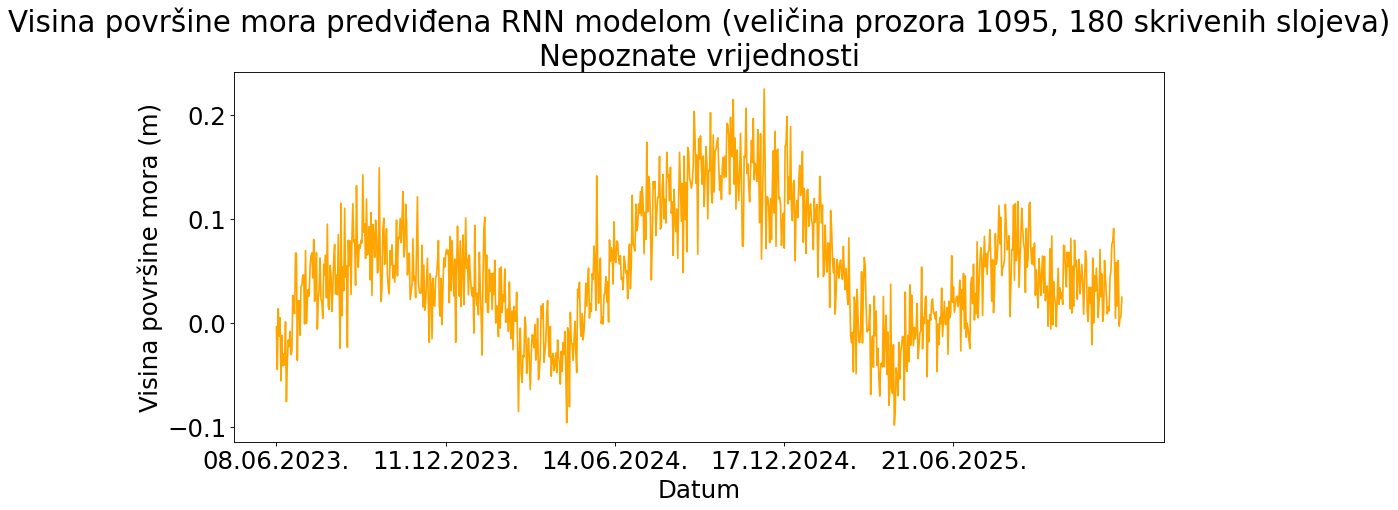 Visina površine mora predviđena RNN modelom (veličina prozora 1095, 180 skrivenih slojeva)
Nepoznate vrijednosti
Visina površine mora (m)
0.2
0.1
0.0
−0.1
08.06.2023. 11.12.2023. 14.06.2024. 17.12.2024. 21.06.2025.
Datum